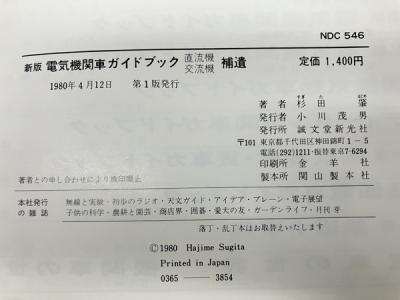 NDC 546
新版 電気機関車ガイドブック 直流機 交流機 補遺 定価 1,400円
1980年4月12日 第1版発行
著者 杉田 肇
発行者 小川茂男
発行所 誠文堂新光社
〒101 東京都千代田区神田錦町1-5
電話(292)1211・振替東京7-6294
印刷所 金羊社
製本所 関山製本社
著者との申し合わせにより検印廃止
本社発行の雑誌 無線と実験・初歩のラジオ・天文ガイド・アイデア・ブレーン・電子展望
子供の科学・農耕と園芸・商店界・囲碁・愛犬の友・ガーデンライフ・月刊 芽
落丁・乱丁本はお取替えいたします
©1980 Hajime Sugita
Printed in Japan
0365—3854